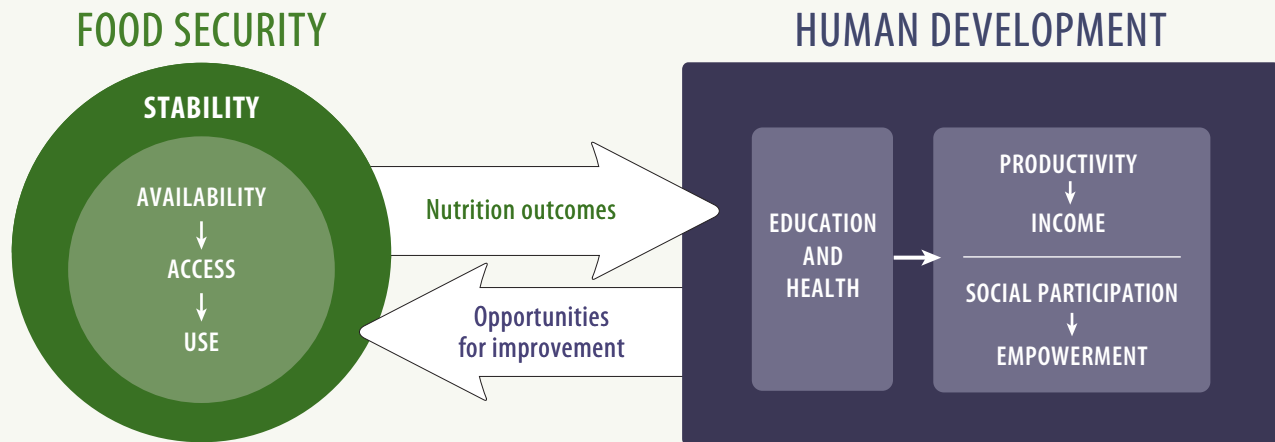 FOOD SECURITY
STABILITY
AVAILABILITY
ACCESS
USE
Nutrition outcomes
Opportunities
for improvement
HUMAN DEVELOPMENT
EDUCATION
AND
HEALTH
PRODUCTIVITY
INCOME
SOCIAL PARTICIPATION
EMPOWERMENT